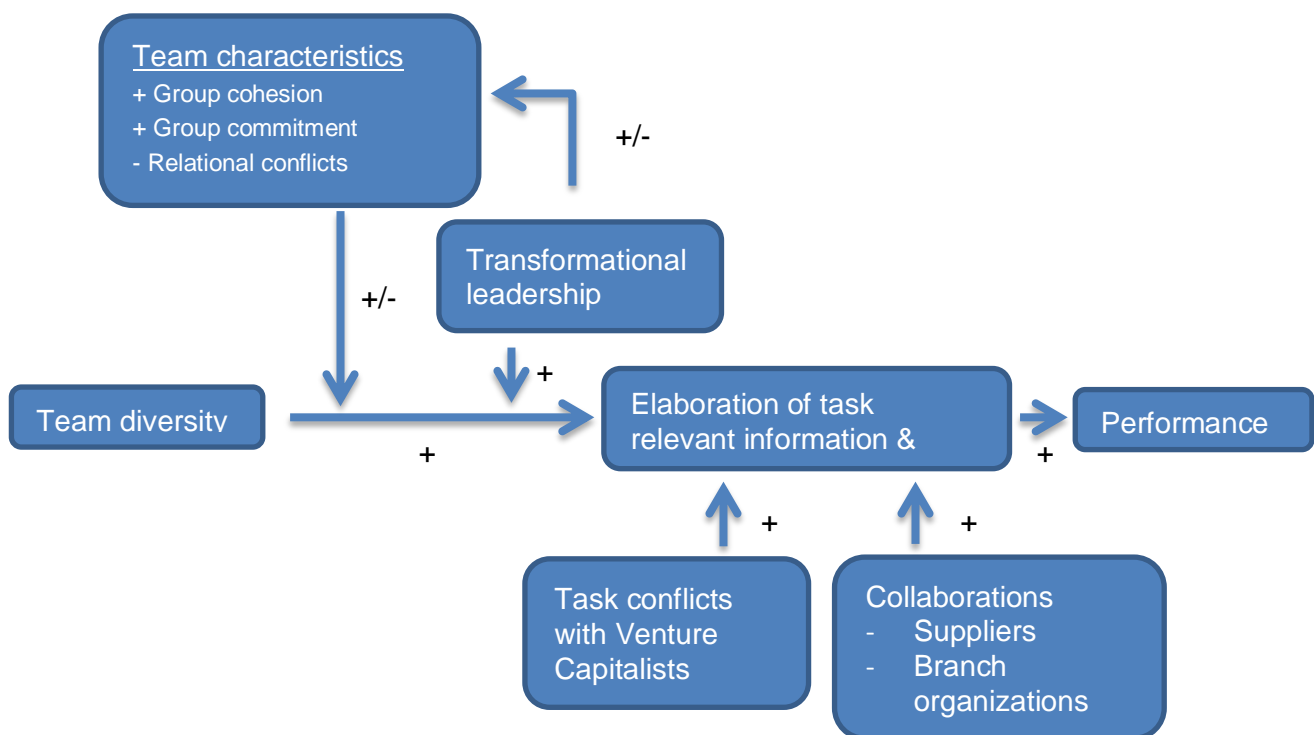 Team characteristics
+ Group cohesion
+ Group commitment
- Relational conflicts
+/-
Transformational
leadership
+/-
+
Team diversity
+
Elaboration of task
relevant information &
+
Performance
+
+
Task conflicts
with Venture
Capitalists
Collaborations
- Suppliers
- Branch
organizations